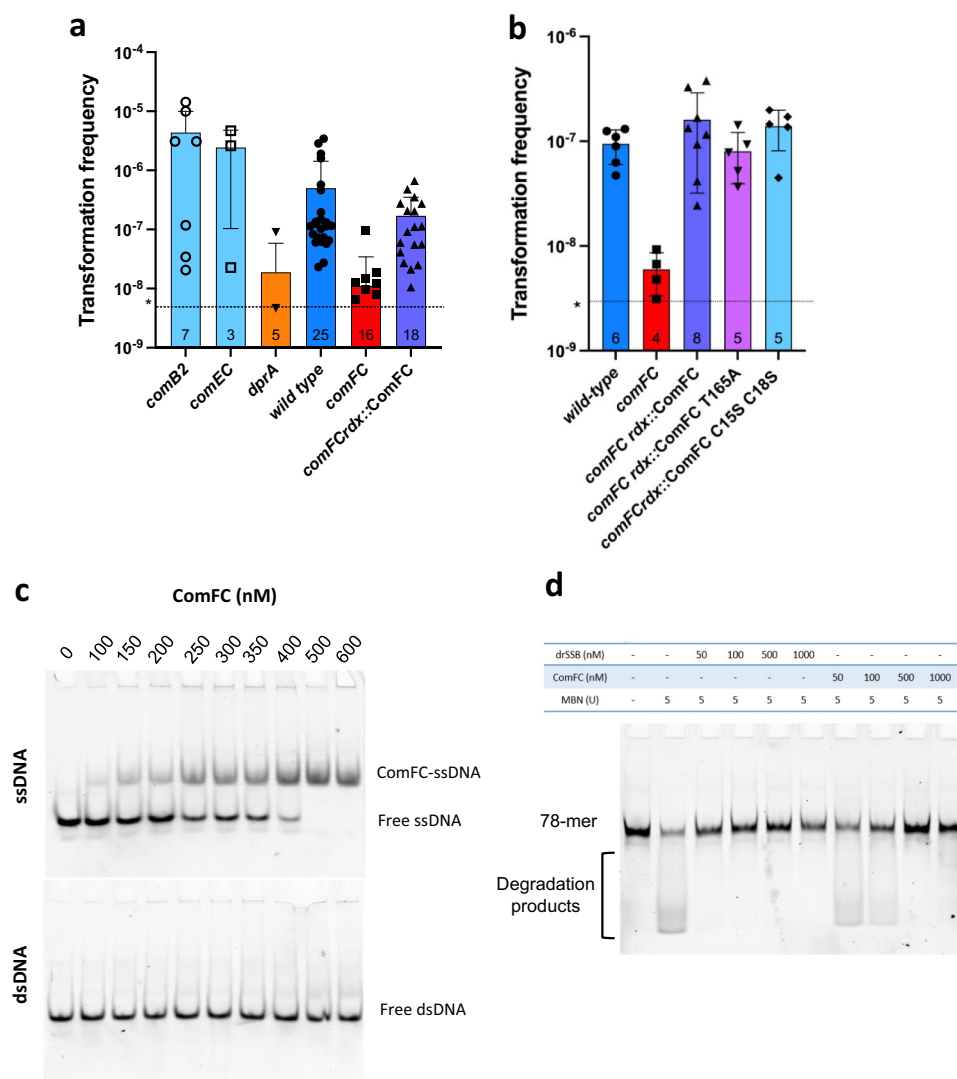 a
Transformation frequency
10-4
10-5
10-6
10-7
10-8
10-9
*
7
3
5
25
16
18
comB2
comEC
dprA
wild type
comFC
comFCrdx::ComFC
b
Transformation frequency
10-6
10-7
10-8
10-9
*
6
4
8
5
5
wild-type
comFC
comFC rdx::ComFC
comFC rdx::ComFC T165A
comFCrdx::ComFC C15S C18S
c
ComFC (nM)
0 100 150 200 250 300 350 400 500 600
ssDNA
ComFC-ssDNA
Free ssDNA
dsDNA
Free dsDNA
d
drSSB (nM) - - 50 100 500 1000 - - - -
ComFC (nM) - - - - - - 50 100 500 1000
MBN (U) - 5 5 5 5 5 5 5 5 5
78-mer
Degradation
products